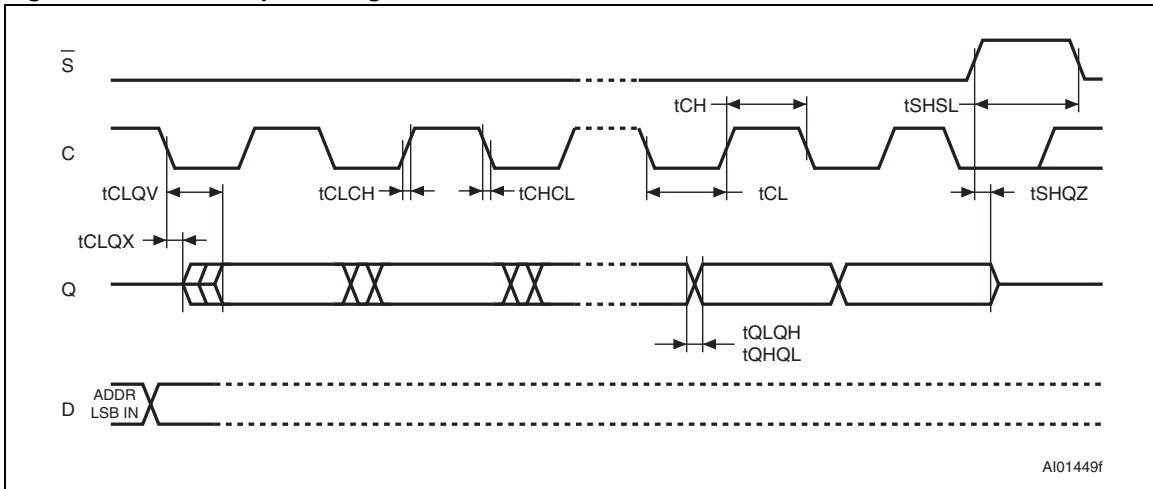 S
tCH
tSHSL
C
tCLQV
tCLCH
tCHCL
tCL
tSHQZ
tCLQX
Q
tQLQH
tQHQL
D
ADDR
LSB IN
AI01449f